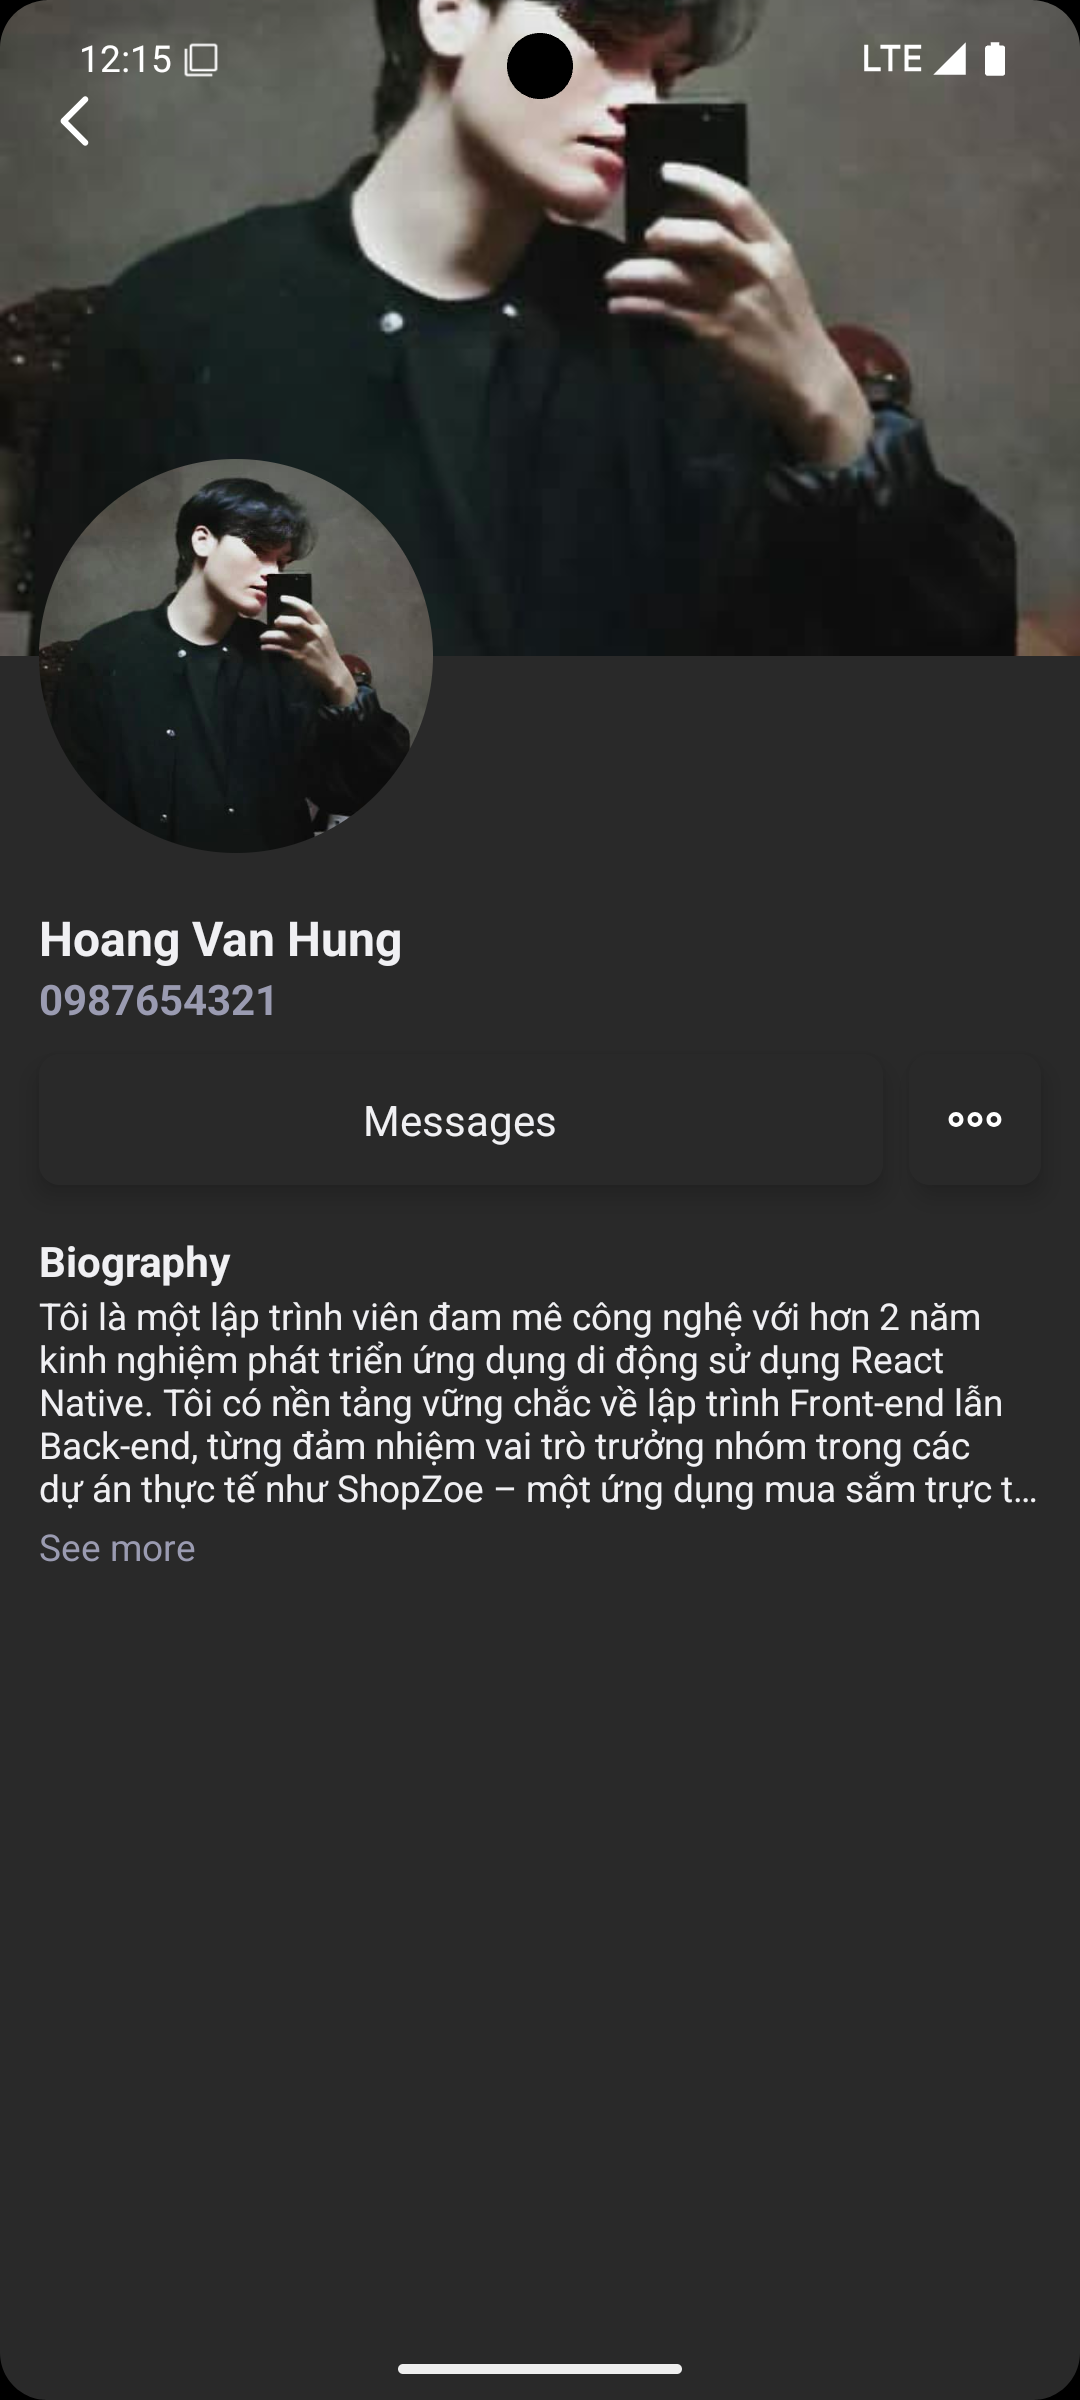 12:15
LTE
Hoang Van Hung
0987654321
Messages
Biography
Tôi là một lập trình viên đam mê công nghệ với hơn 2 năm
kinh nghiệm phát triển ứng dụng di động sử dụng React
Native. Tôi có nền tảng vững chắc về lập trình Front-end lẫn
Back-end, từng đảm nhiệm vai trò trưởng nhóm trong các
dự án thực tế như ShopZoe – một ứng dụng mua sắm trực t...
See more